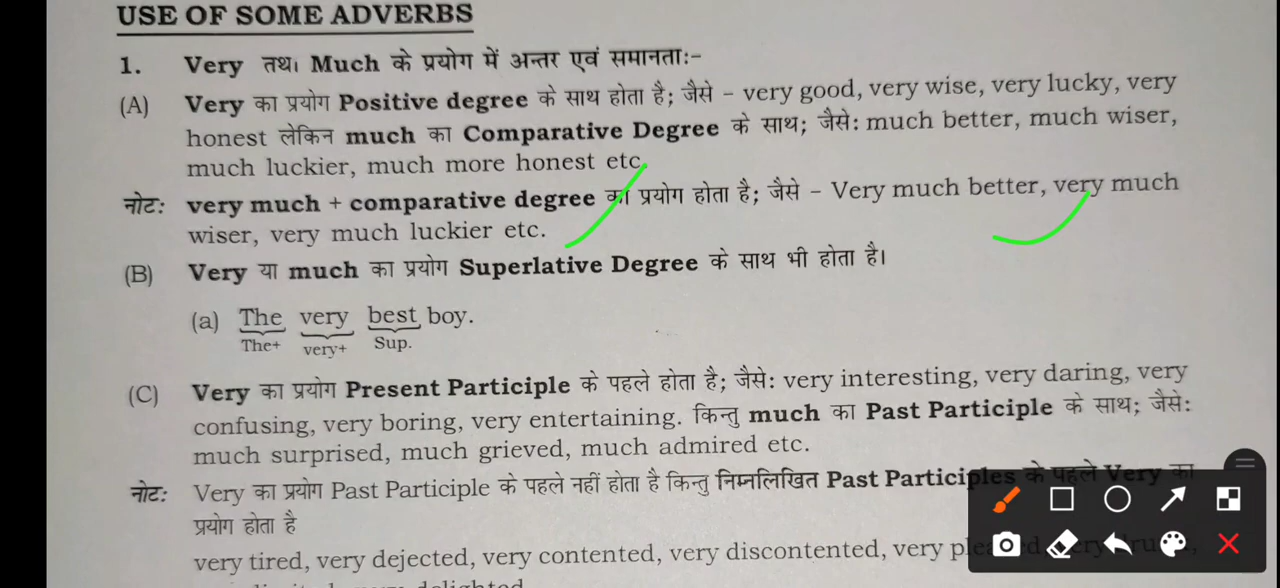 USE OF SOME ADVERBS
1. Very तथा Much के प्रयोग में अन्तर एवं समानताः-
(A) Very का प्रयोग Positive degree के साथ होता है; जैसे - very good, very wise, very lucky, very
honest लेकिन much का Comparative Degree के साथ; जैसे: much better, much wiser,
much luckier, much more honest etc.
नोट: very much + comparative degree का प्रयोग होता है; जैसे - Very much better, very much
wiser, very much luckier etc.
(B) Very या much का प्रयोग Superlative Degree के साथ भी होता है।
(a) The very best boy.
The+ very+ Sup.
(C) Very का प्रयोग Present Participle के पहले होता है; जैसे: very interesting, very daring, very
confusing, very boring, very entertaining. किन्तु much का Past Participle के साथ; जैसे:
much surprised, much grieved, much admired etc.
नोट: Very का प्रयोग Past Participle के पहले नहीं होता है किन्तु निम्नलिखित Past Participles के पहले Very का
प्रयोग होता है
very tired, very dejected, very contented, very discontented, very
delighted